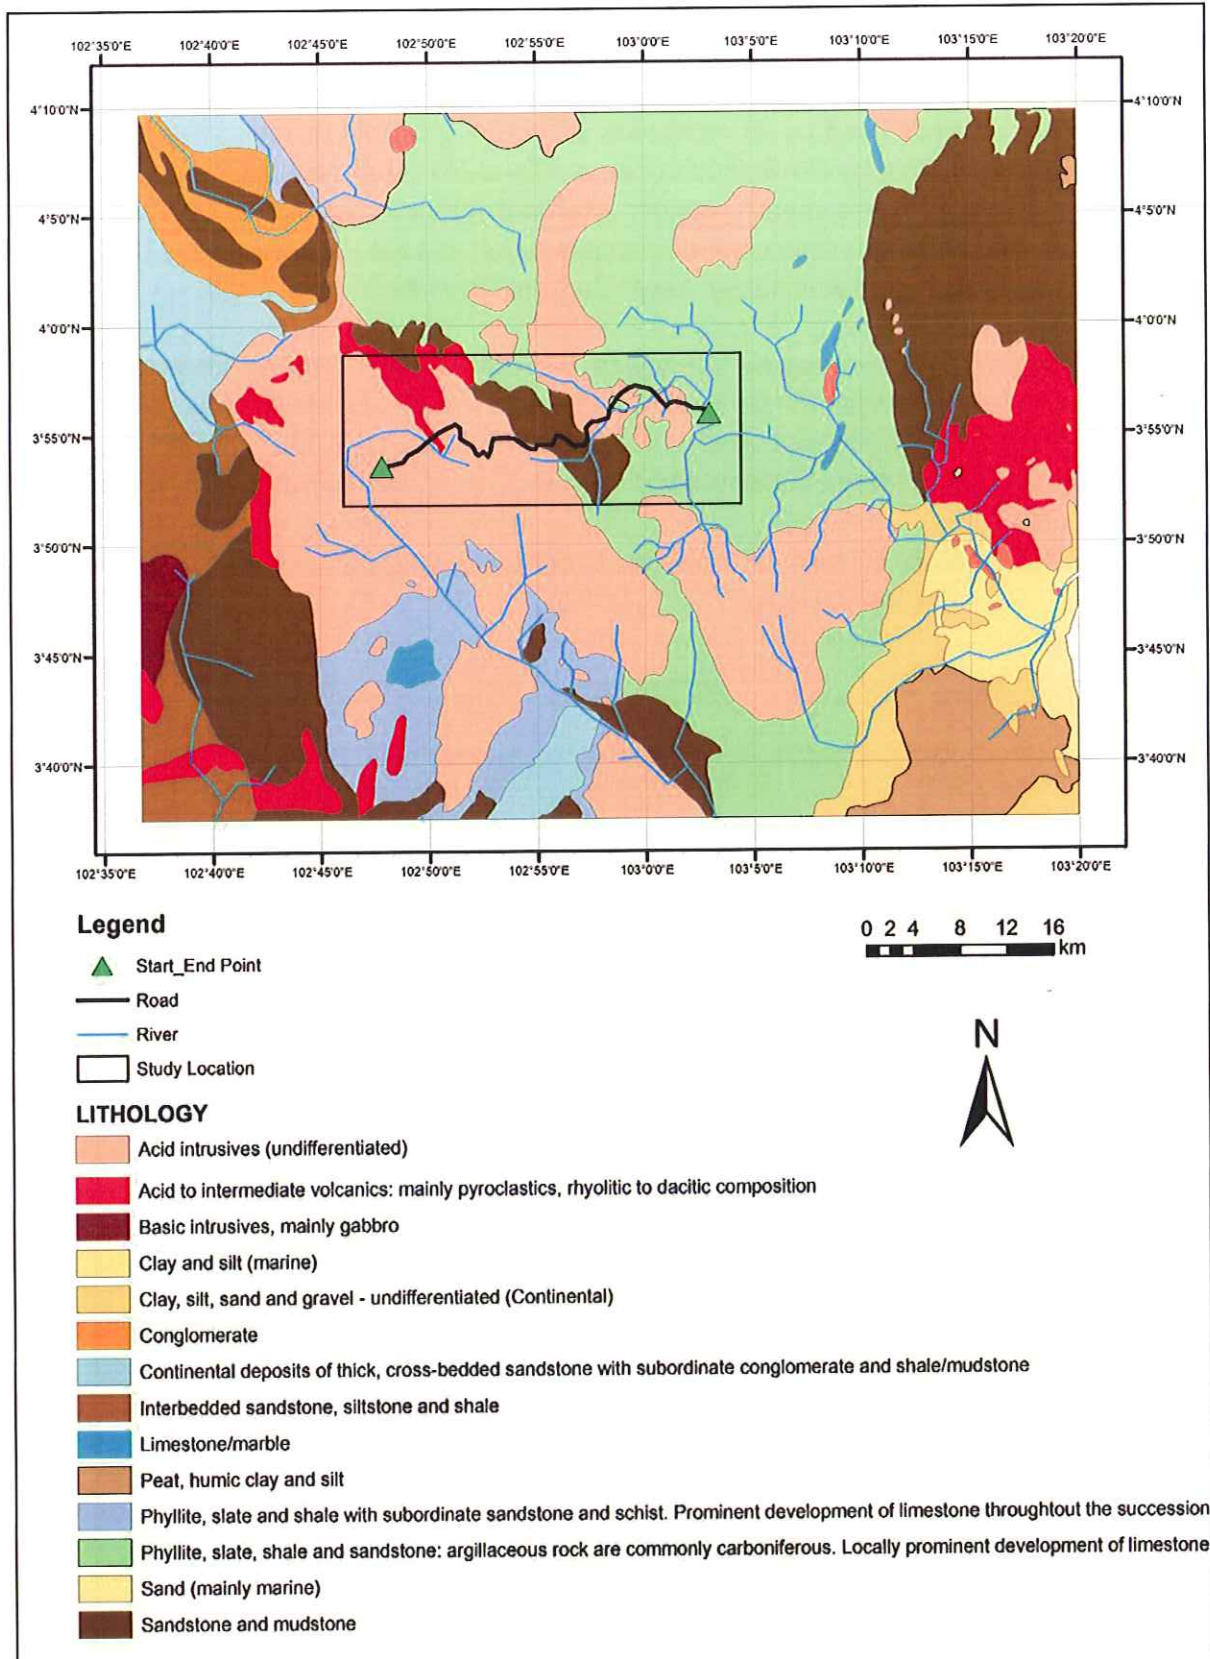 102°35'0"E 102°40'0"E 102°45'0"E 102°50'0"E 102°55'0"E 103°0'0"E 103°5'0"E 103°10'0"E 103°15'0"E 103°20'0"E
4°10'0"N 4°10'0"N
4°5'0"N 4°5'0"N
4°0'0"N 4°0'0"N
3°55'0"N 3°55'0"N
3°50'0"N 3°50'0"N
3°45'0"N 3°45'0"N
3°40'0"N 3°40'0"N
102°35'0"E 102°40'0"E 102°45'0"E 102°50'0"E 102°55'0"E 103°0'0"E 103°5'0"E 103°10'0"E 103°15'0"E 103°20'0"E
Legend
0 2 4 8 12 16
km
Start_End Point
Road
River
Study Location
N
LITHOLOGY
Acid intrusives (undifferentiated)
Acid to intermediate volcanics: mainly pyroclastics, rhyolitic to dacitic composition
Basic intrusives, mainly gabbro
Clay and silt (marine)
Clay, silt, sand and gravel - undifferentiated (Continental)
Conglomerate
Continental deposits of thick, cross-bedded sandstone with subordinate conglomerate and shale/mudstone
Interbedded sandstone, siltstone and shale
Limestone/marble
Peat, humic clay and silt
Phyllite, slate and shale with subordinate sandstone and schist. Prominent development of limestone throughtout the succession
Phyllite, slate, shale and sandstone: argillaceous rock are commonly carboniferous. Locally prominent development of limestone
Sand (mainly marine)
Sandstone and mudstone